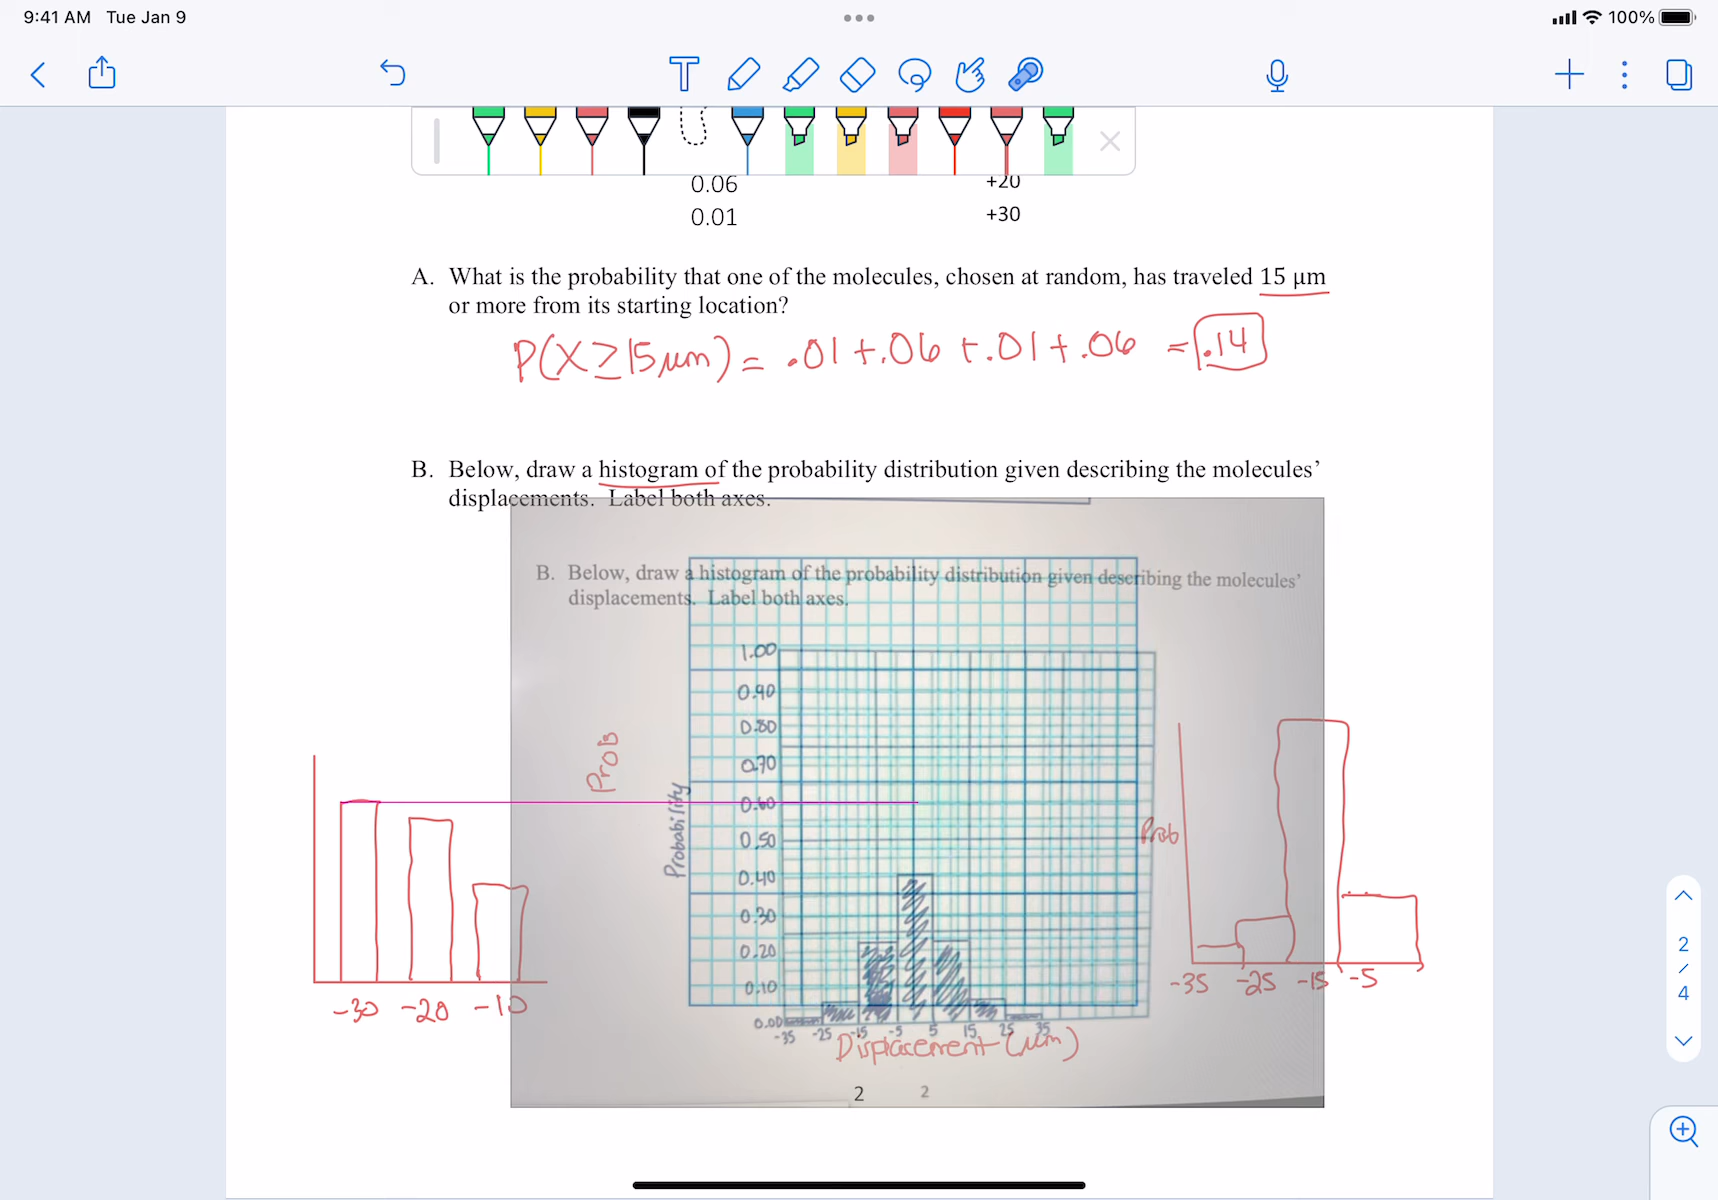 9:41 AM Tue Jan 9
100%
0.06 +20
0.01 +30
A. What is the probability that one of the molecules, chosen at random, has traveled 15 μm
or more from its starting location?
P(X≥15μm) = .01+.06+.01+.06 = .14
B. Below, draw a histogram of the probability distribution given describing the molecules’
displacements. Label both axes.
B. Below, draw a histogram of the probability distribution given describing the molecules’
displacements. Label both axes.
1.00
0.90
0.80
0.70
0.60
0.50
0.40
0.30
0.20
0.10
0.00
Prob
Probability
Prob
-30 -20 -10
-35 -25 -15 -5 5 15 25 35
-35 -25 -15 -5
Displacement (μm)
2 2
2
/
4